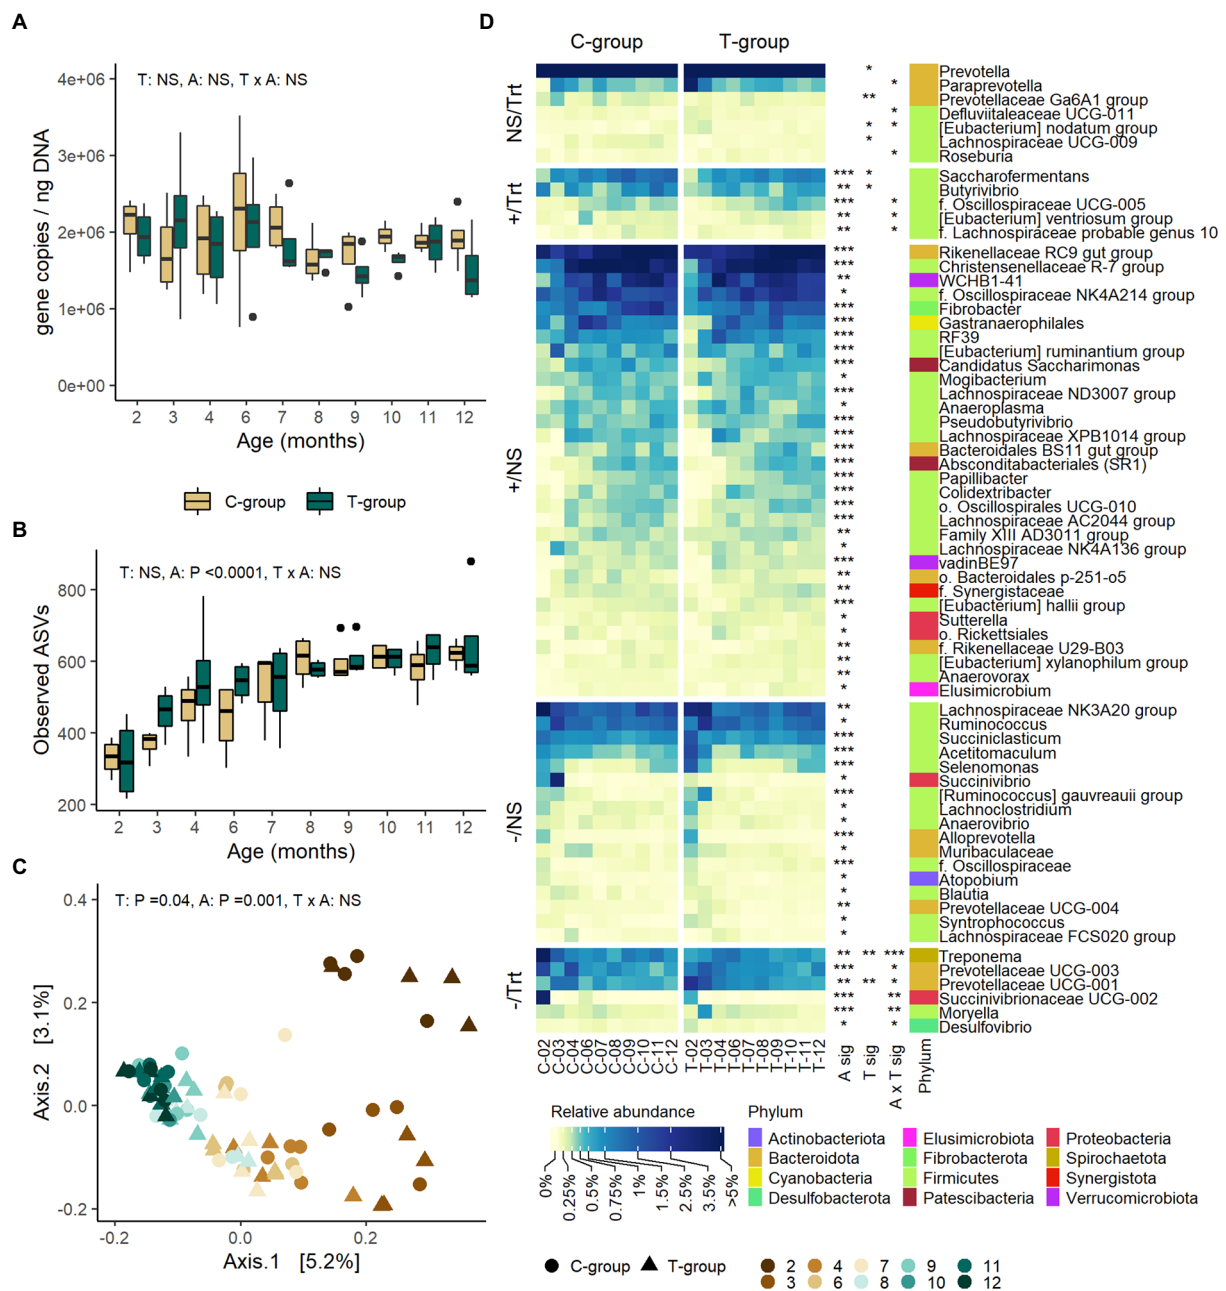 A
T: NS, A: NS, T x A: NS
gene copies / ng DNA
4e+06
3e+06
2e+06
1e+06
0e+00
2 3 4 6 7 8 9 10 11 12
Age (months)
C-group T-group
B
T: NS, A: P <0.0001, T x A: NS
Observed ASVs
800
600
400
200
2 3 4 6 7 8 9 10 11 12
Age (months)
C
T: P =0.04, A: P =0.001, T x A: NS
Axis.2 [3.1%]
0.4
0.2
0.0
-0.2
-0.2 0.0 0.2
Axis.1 [5.2%]
D
C-group T-group
NS/Trt
* Prevotella
* Paraprevotella
** Prevotellaceae Ga6A1 group
* Defluviitaleaceae UCG-011
* * [Eubacterium] nodatum group
* Lachnospiraceae UCG-009
* Roseburia
+/Trt
*** * Saccharofermentans
** * Butyrivibrio
*** * f. Oscillospiraceae UCG-005
** * [Eubacterium] ventriosum group
** * f. Lachnospiraceae probable genus 10
+/NS
*** Rikenellaceae RC9 gut group
*** Christensenellaceae R-7 group
** WCHB1-41
* f. Oscillospiraceae NK4A214 group
*** Fibrobacter
*** Gastranaerophilales
*** RF39
*** [Eubacterium] ruminantium group
*** Candidatus Saccharimonas
* Mogibacterium
*** Lachnospiraceae ND3007 group
* Anaeroplasma
*** Pseudobutyrivibrio
*** Lachnospiraceae XPB1014 group
*** Bacteroidales BS11 gut group
*** Absconditabacteriales (SR1)
*** Papillibacter
*** Colidextribacter
*** o. Oscillospirales UCG-010
*** Lachnospiraceae AC2044 group
** Family XIII AD3011 group
* Lachnospiraceae NK4A136 group
*** vadinBE97
** o. Bacteroidales p-251-o5
** f. Synergistaceae
*** [Eubacterium] hallii group
* Sutterella
* o. Rickettsiales
** f. Rikenellaceae U29-B03
** [Eubacterium] xylanophilum group
** Anaerovorax
* Elusimicrobium
-/NS
** Lachnospiraceae NK3A20 group
* Ruminococcus
*** Succiniclasticum
*** Acetitomaculum
*** Selenomonas
* Succinivibrio
*** [Ruminococcus] gauvreauii group
* Lachnoclostridium
* Anaerovibrio
*** Alloprevotella
* Muribaculaceae
*** f. Oscillospiraceae
* Atopobium
* Blautia
** Prevotellaceae UCG-004
* Syntrophococcus
* Lachnospiraceae FCS020 group
-/Trt
** ** *** Treponema
*** * Prevotellaceae UCG-003
** ** * Prevotellaceae UCG-001
*** ** Succinivibrionaceae UCG-002
*** ** Moryella
* * Desulfovibrio
C-02 C-03 C-04 C-06 C-07 C-08 C-09 C-10 C-11 C-12 T-02 T-03 T-04 T-06 T-07 T-08 T-09 T-10 T-11 T-12 A sig T sig A x T sig Phylum
Relative abundance
0% 0.25% 0.5% 0.75% 1% 1.5% 2.5% 3.5% >5%
Phylum
Actinobacteriota Elusimicrobiota Proteobacteria
Bacteroidota Fibrobacterota Spirochaetota
Cyanobacteria Firmicutes Synergistota
Desulfobacterota Patescibacteria Verrucomicrobiota
C-group T-group
2 4 7 9 11
3 6 8 10 12